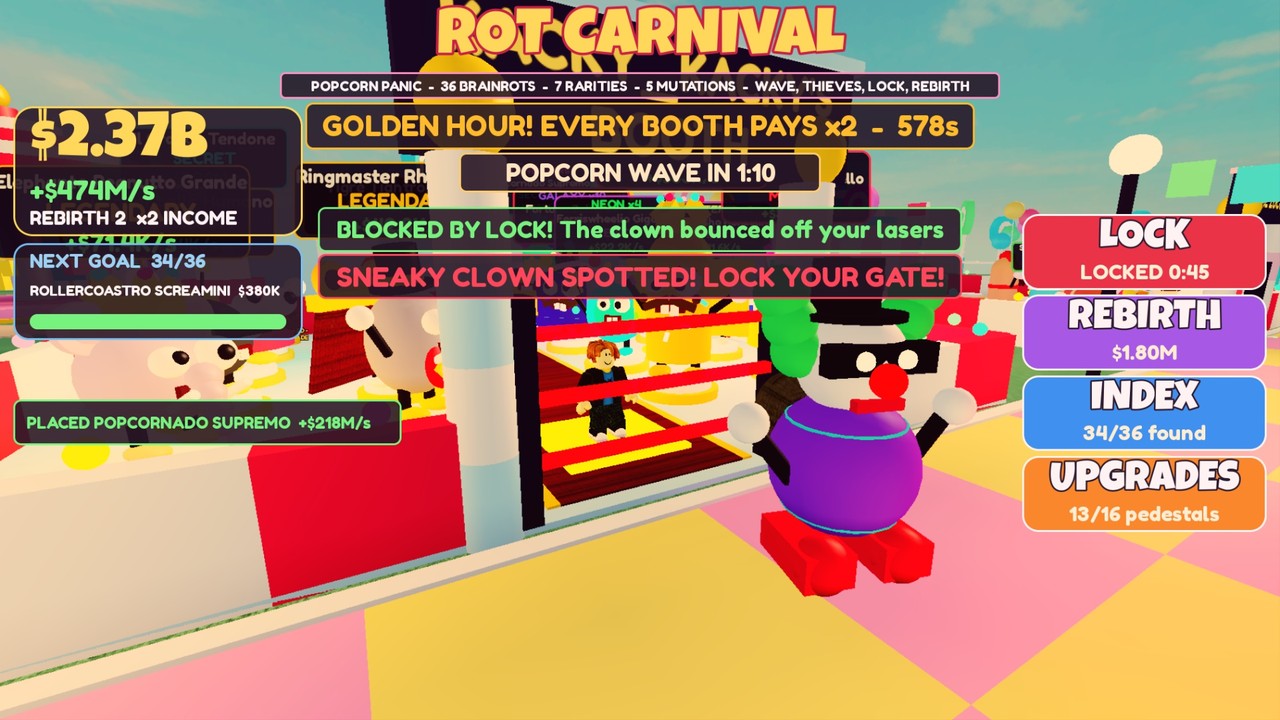 ROT CARNIVAL
POPCORN PANIC - 36 BRAINROTS - 7 RARITIES - 5 MUTATIONS - WAVE, THIEVES, LOCK, REBIRTH
GOLDEN HOUR! EVERY BOOTH PAYS x2 - 578s
POPCORN WAVE IN 1:10
BLOCKED BY LOCK! The clown bounced off your lasers
SNEAKY CLOWN SPOTTED! LOCK YOUR GATE!
$2.37B
+$474M/s
REBIRTH 2 x2 INCOME
Tendone
SECRET
Grande
NEXT GOAL 34/36
ROLLERCOASTRO SCREAMINI $380K
PLACED POPCORNADO SUPREMO +$218M/s
Ringmaster Rh
LEGENDA
NEON x4
llo
LOCK
LOCKED 0:45
REBIRTH
$1.80M
INDEX
34/36 found
UPGRADES
13/16 pedestals